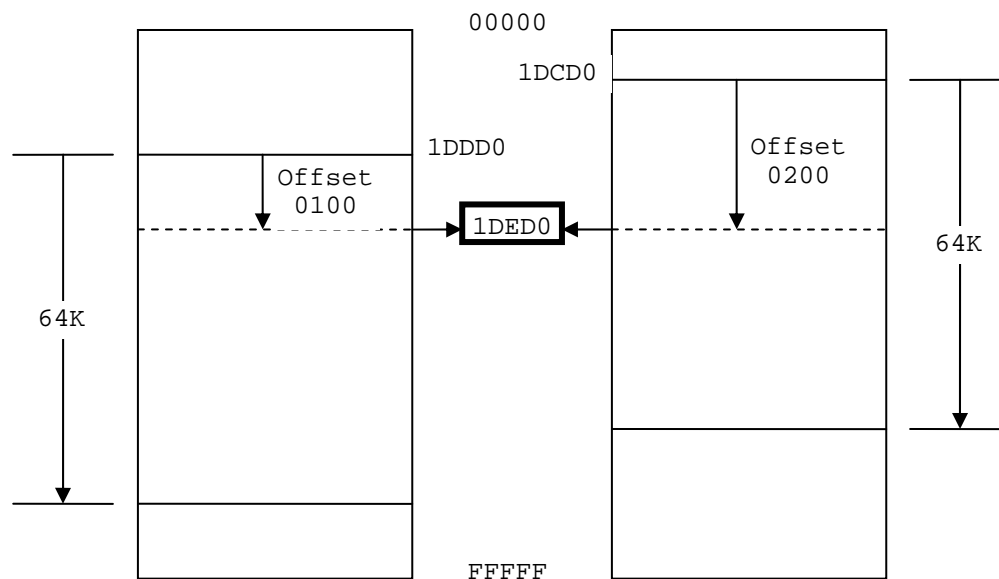 00000
1DCD0
1DDD0
Offset
0100
Offset
0200
1DED0
64K
64K
FFFFF